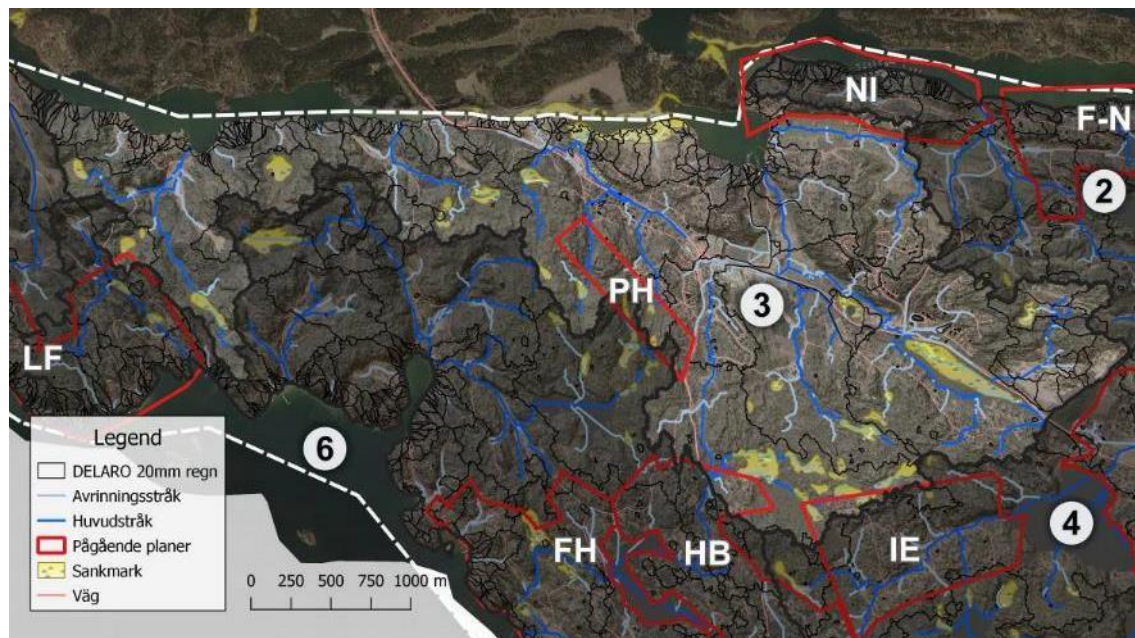 NI
F-N
2
PH
3
LF
6
Legend
DELARO 20mm regn
Avrinningsstråk
Huvudstråk
Pågående planer
Sankmark
Väg
0 250 500 750 1000 m
FH
HB
IE
4